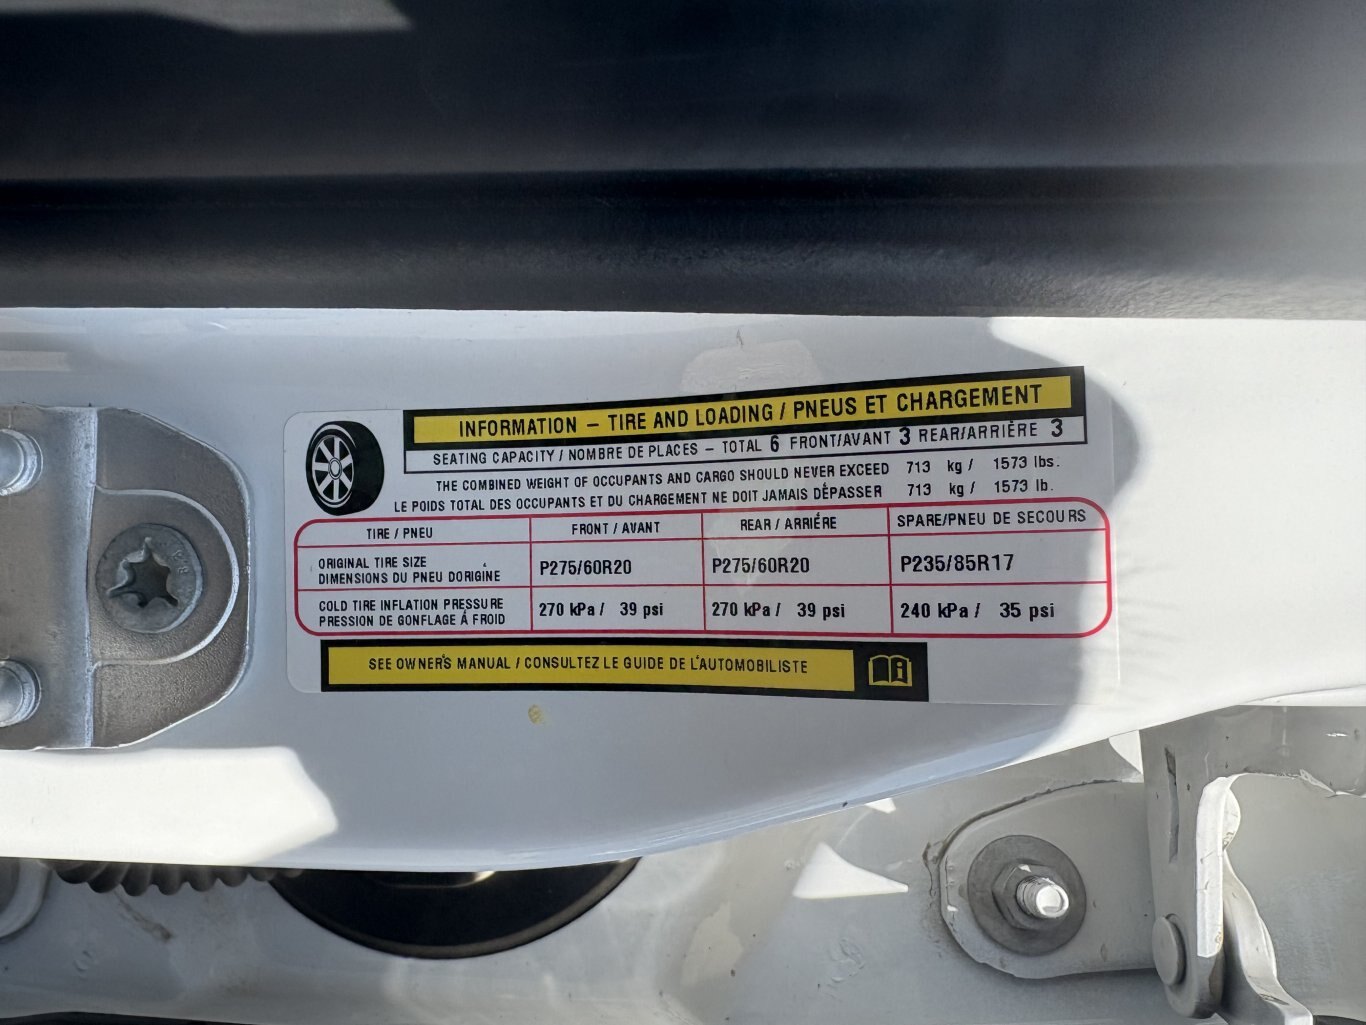 INFORMATION – TIRE AND LOADING / PNEUS ET CHARGEMENT
SEATING CAPACITY / NOMBRE DE PLACES – TOTAL 6 FRONT/AVANT 3 REAR/ARRIÈRE 3
THE COMBINED WEIGHT OF OCCUPANTS AND CARGO SHOULD NEVER EXCEED 713 kg / 1573 lbs.
LE POIDS TOTAL DES OCCUPANTS ET DU CHARGEMENT NE DOIT JAMAIS DÉPASSER 713 kg / 1573 lb.
TIRE / PNEU FRONT / AVANT REAR / ARRIÉRE SPARE/PNEU DE SECOURS
ORIGINAL TIRE SIZE
DIMENSIONS DU PNEU D'ORIGINE P275/60R20 P275/60R20 P235/85R17
COLD TIRE INFLATION PRESSURE
PRESSION DE GONFLAGE Á FROID 270 kPa / 39 psi 270 kPa / 39 psi 240 kPa / 35 psi
SEE OWNER'S MANUAL / CONSULTEZ LE GUIDE DE L'AUTOMOBILISTE